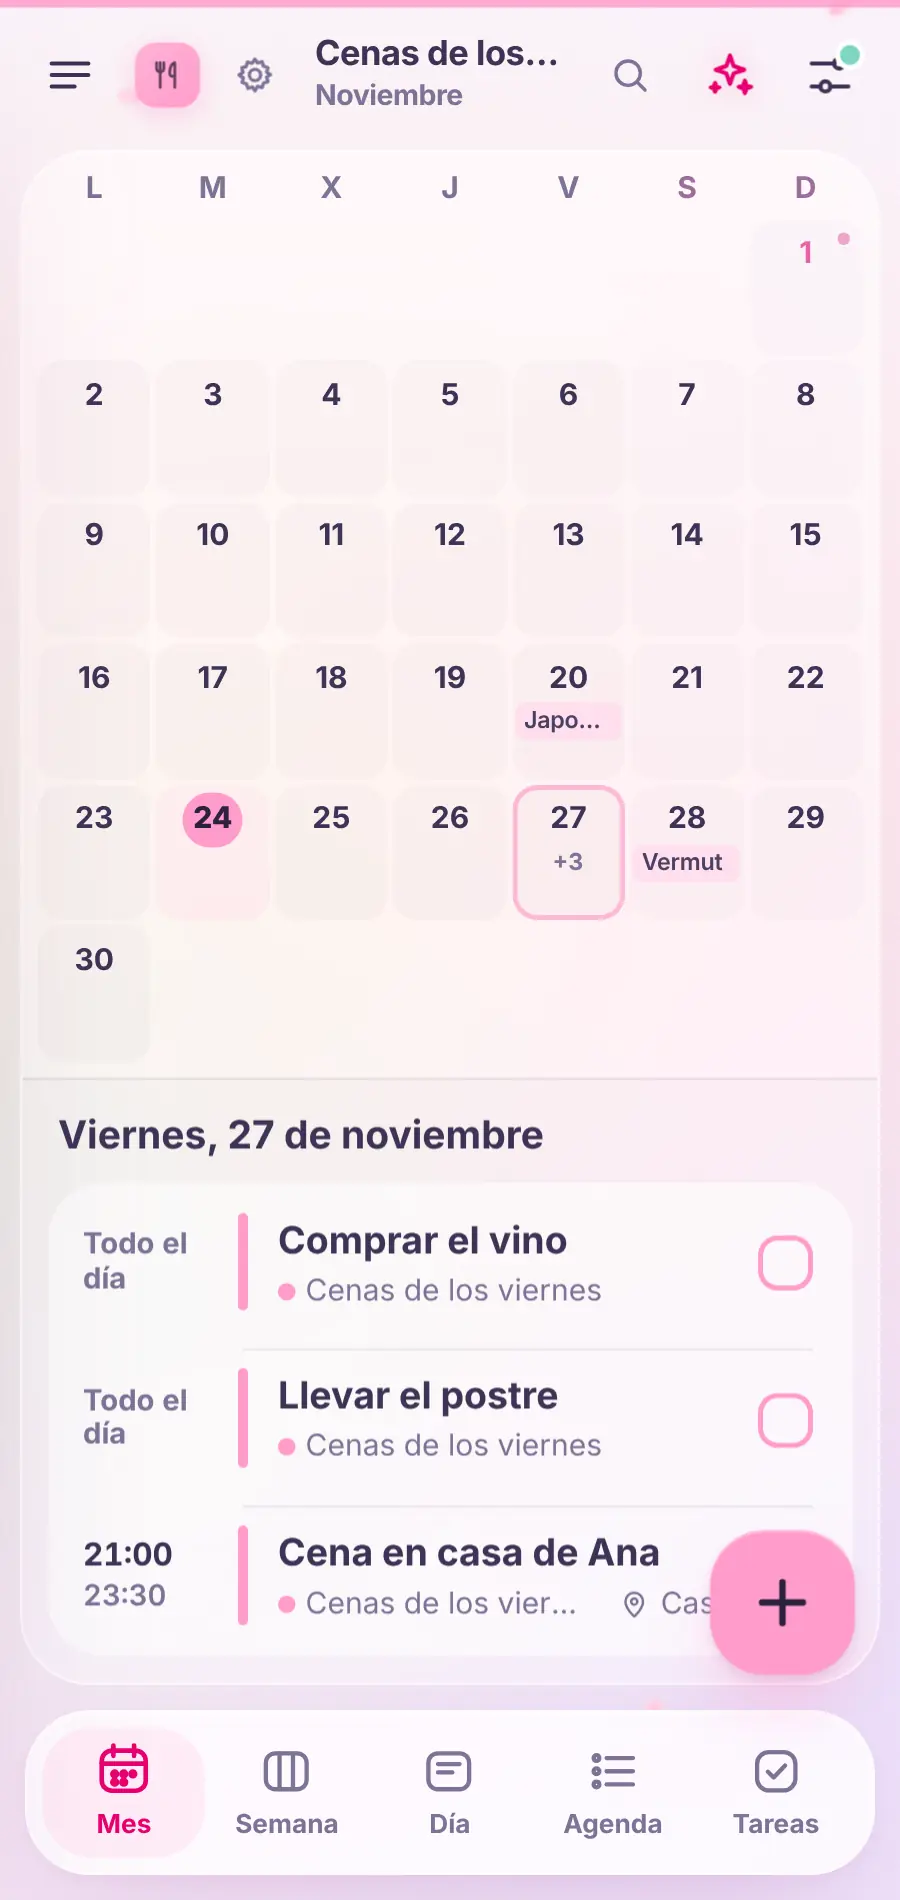 Cenas de los...
Noviembre
L M X J V S D
1
2 3 4 5 6 7 8
9 10 11 12 13 14 15
16 17 18 19 20 21 22
Japo...
23 24 25 26 27 28 29
+3 Vermut
30
Viernes, 27 de noviembre
Todo el día
Comprar el vino
Cenas de los viernes
Todo el día
Llevar el postre
Cenas de los viernes
21:00
23:30
Cena en casa de Ana
Cenas de los vier... Cas
Mes Semana Día Agenda Tareas